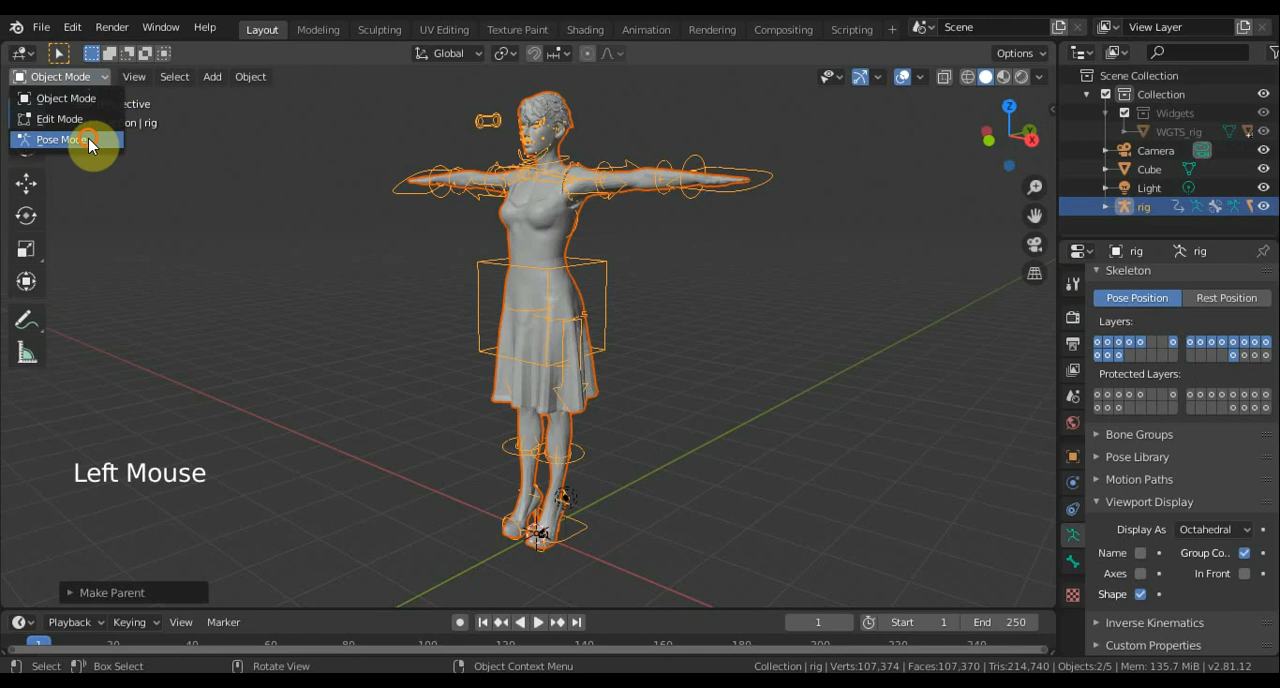 File Edit Render Window Help Layout Modeling Sculpting UV Editing Texture Paint Shading Animation Rendering Compositing Scripting + Scene View Layer
Global Options
Object Mode View Select Add Object
Object Mode
Edit Mode
Pose Mode
Scene Collection
Collection
Widgets
WGTS_rig
Camera
Cube
Light
rig
rig rig
Skeleton
Pose Position Rest Position
Layers:
Protected Layers:
Bone Groups
Pose Library
Motion Paths
Viewport Display
Display As Octahedral
Name Group Co..
Axes In Front
Shape
Inverse Kinematics
Custom Properties
Z
Y
X
Left Mouse
Make Parent
Playback Keying View Marker 1 Start 1 End 250
1 20 40 60 80 100 120 140 160 180 200 220 240
Select Box Select Rotate View Object Context Menu Collection | rig | Verts:107,374 | Faces:107,370 | Tris:214,740 | Objects:2/5 | Mem: 135.7 MiB | v2.81.12